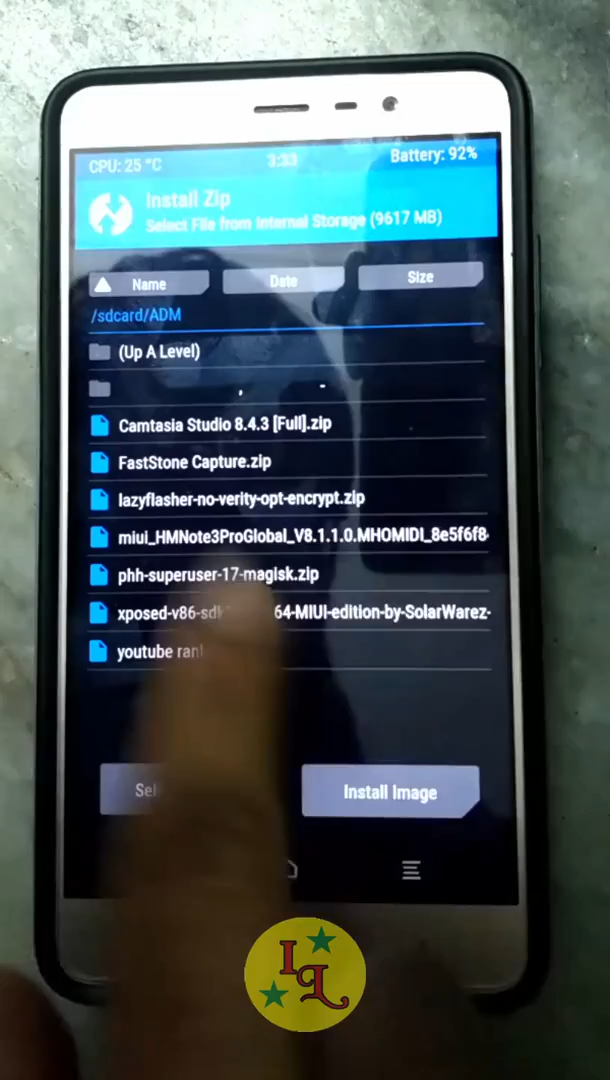 CPU: 25 °C 3:33 Battery: 92%
Install Zip
Select File from Internal Storage (9617 MB)
Name Date Size
/sdcard/ADM
(Up A Level)
Camtasia Studio 8.4.3 [Full].zip
FastStone Capture.zip
lazyflasher-no-verity-opt-encrypt.zip
miui_HMNote3ProGlobal_V8.1.1.0.MHOMIDI_8e5f6f8
phh-superuser-17-magisk.zip
xposed-v86-sdk 64-MIUI-edition-by-SolarWarez-
youtube
Install Image
IL